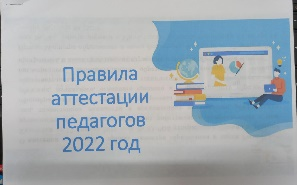 Правила
аттестации
педагогов
2022 год